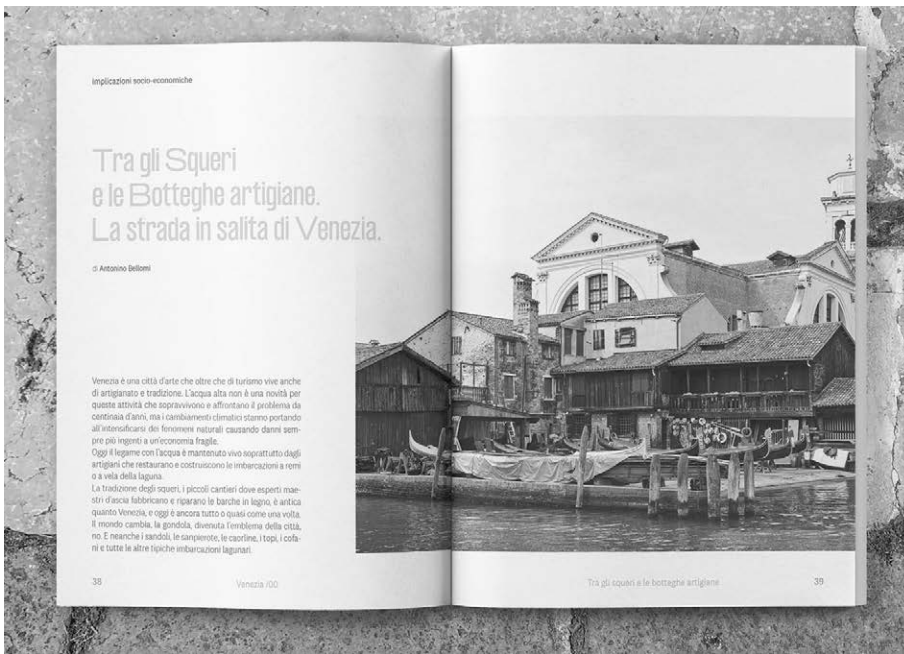 implicazioni socio-economiche
Tra gli Squeri
e le Botteghe artigiane.
La strada in salita di Venezia.
di Antonino Bellomi
Venezia è una città d'arte che oltre che di turismo vive anche
di artigianato e tradizione. L'acqua alta non è una novità per
queste attività che sopravvivono e affrontano il problema da
centinaia d'anni, ma i cambiamenti climatici stanno portando
all'intensificarsi dei fenomeni naturali causando danni sem-
pre più ingenti a un'economia fragile.
Oggi il legame con l'acqua è mantenuto vivo soprattutto dagli
artigiani che restaurano e costruiscono le imbarcazioni a remi
o a vela della laguna.
La tradizione degli squeri, i piccoli cantieri dove esperti mae-
stri d'ascia fabbricano e riparano le barche in legno, è antica
quanto Venezia, e oggi è ancora tutto o quasi come una volta.
Il mondo cambia, la gondola, divenuta l'emblema della città,
no. E neanche i sandoli, le sanpierote, le caorline, i topi, i cofa-
ni e tutte le altre tipiche imbarcazioni lagunari.
38
Venezia /00
Tra gli squeri e le botteghe artigiane
39